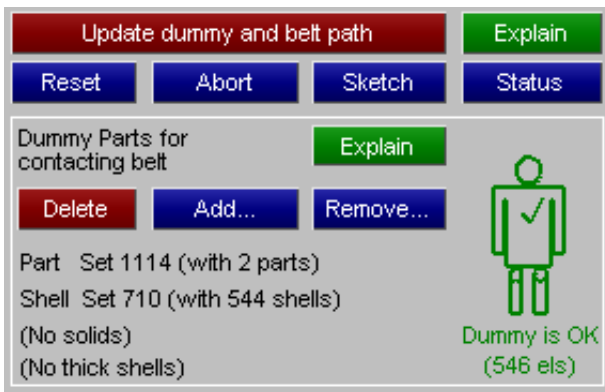 Update dummy and belt path
Explain
Reset
Abort
Sketch
Status
Dummy Parts for
contacting belt
Explain
Delete
Add...
Remove...
Part Set 1114 (with 2 parts)
Shell Set 710 (with 544 shells)
(No solids)
(No thick shells)
Dummy is OK
(546 els)